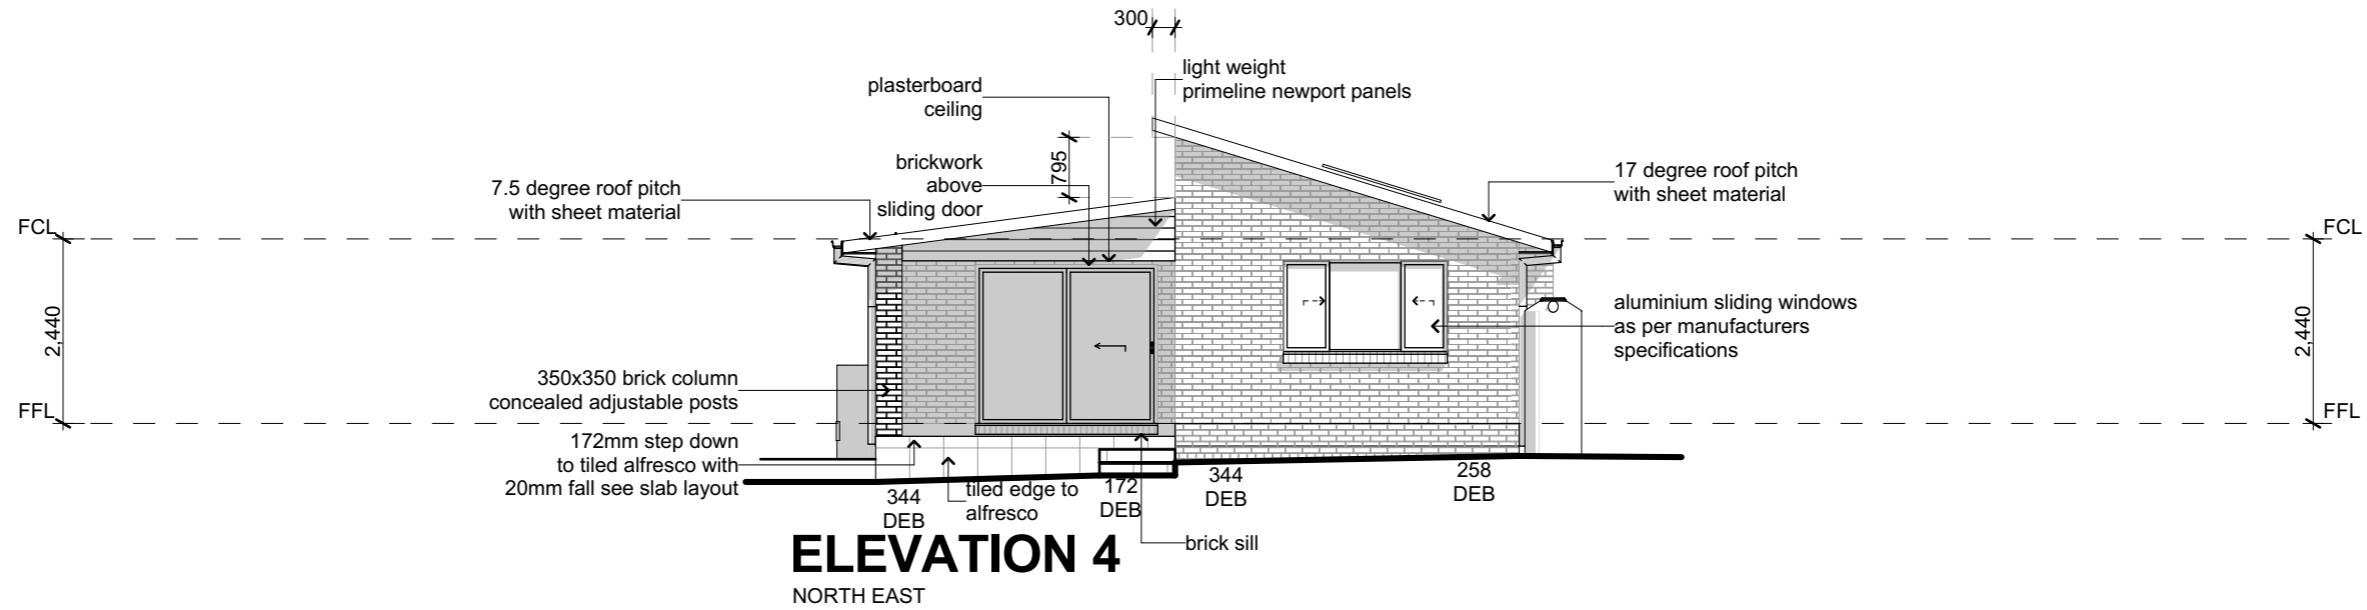 300
light weight
primeline newport panels
plasterboard
ceiling
795
brickwork
above
sliding door
17 degree roof pitch
with sheet material
7.5 degree roof pitch
with sheet material
FCL
FCL
2,440
2,440
aluminium sliding windows
as per manufacturers
specifications
350x350 brick column
concealed adjustable posts
FFL
FFL
172mm step down
to tiled alfresco with
20mm fall see slab layout
344
DEB
tiled edge to
alfresco
172
DEB
344
DEB
258
DEB
brick sill
ELEVATION 4
NORTH EAST